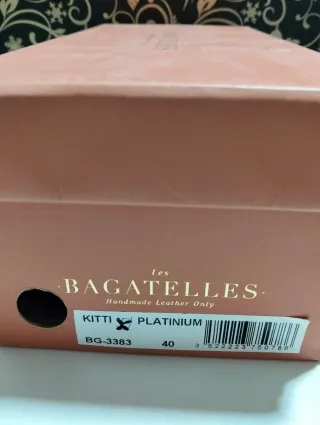 Les
BAGATELLES
Handmade Leather Only
KITTI PLATINIUM
BG-3383 40